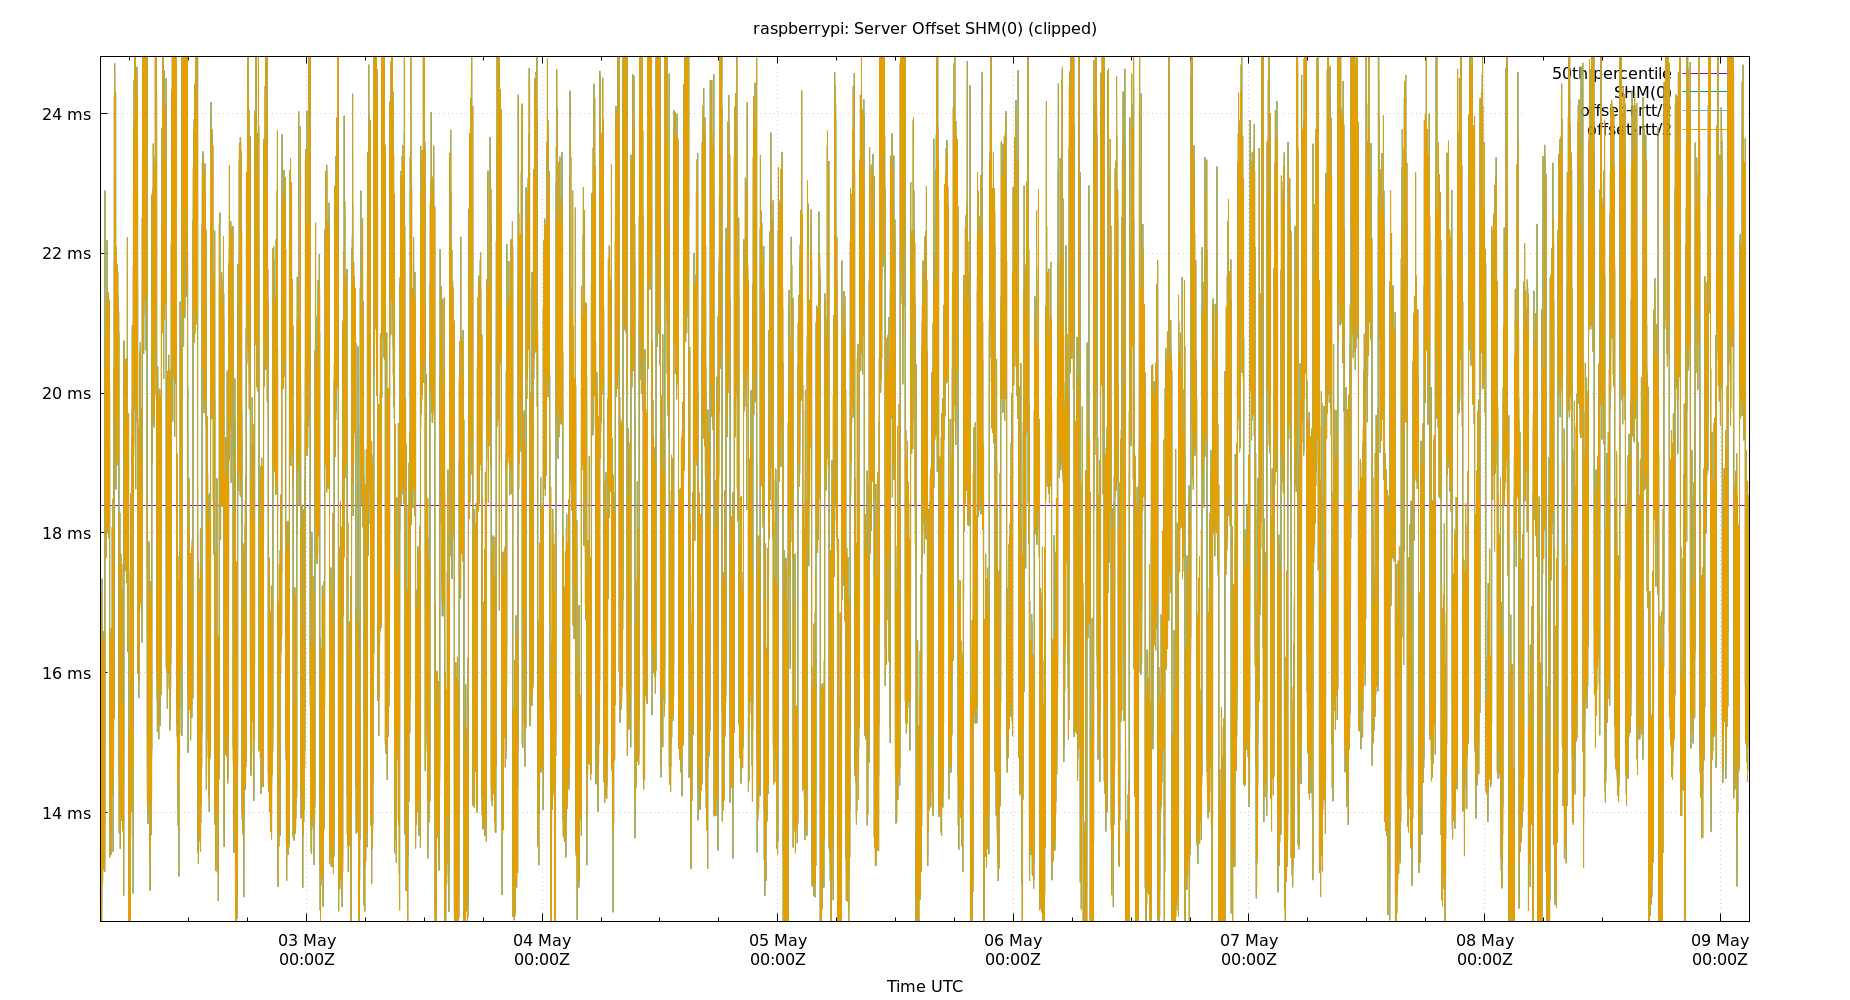 raspberrypi: Server Offset SHM(0) (clipped)
50th percentile
SHM(0)
offset+rtt/2
offset-rtt/2
24 ms
22 ms
20 ms
18 ms
16 ms
14 ms
03 May 04 May 05 May 06 May 07 May 08 May 09 May
00:00Z 00:00Z 00:00Z 00:00Z 00:00Z 00:00Z 00:00Z
Time UTC